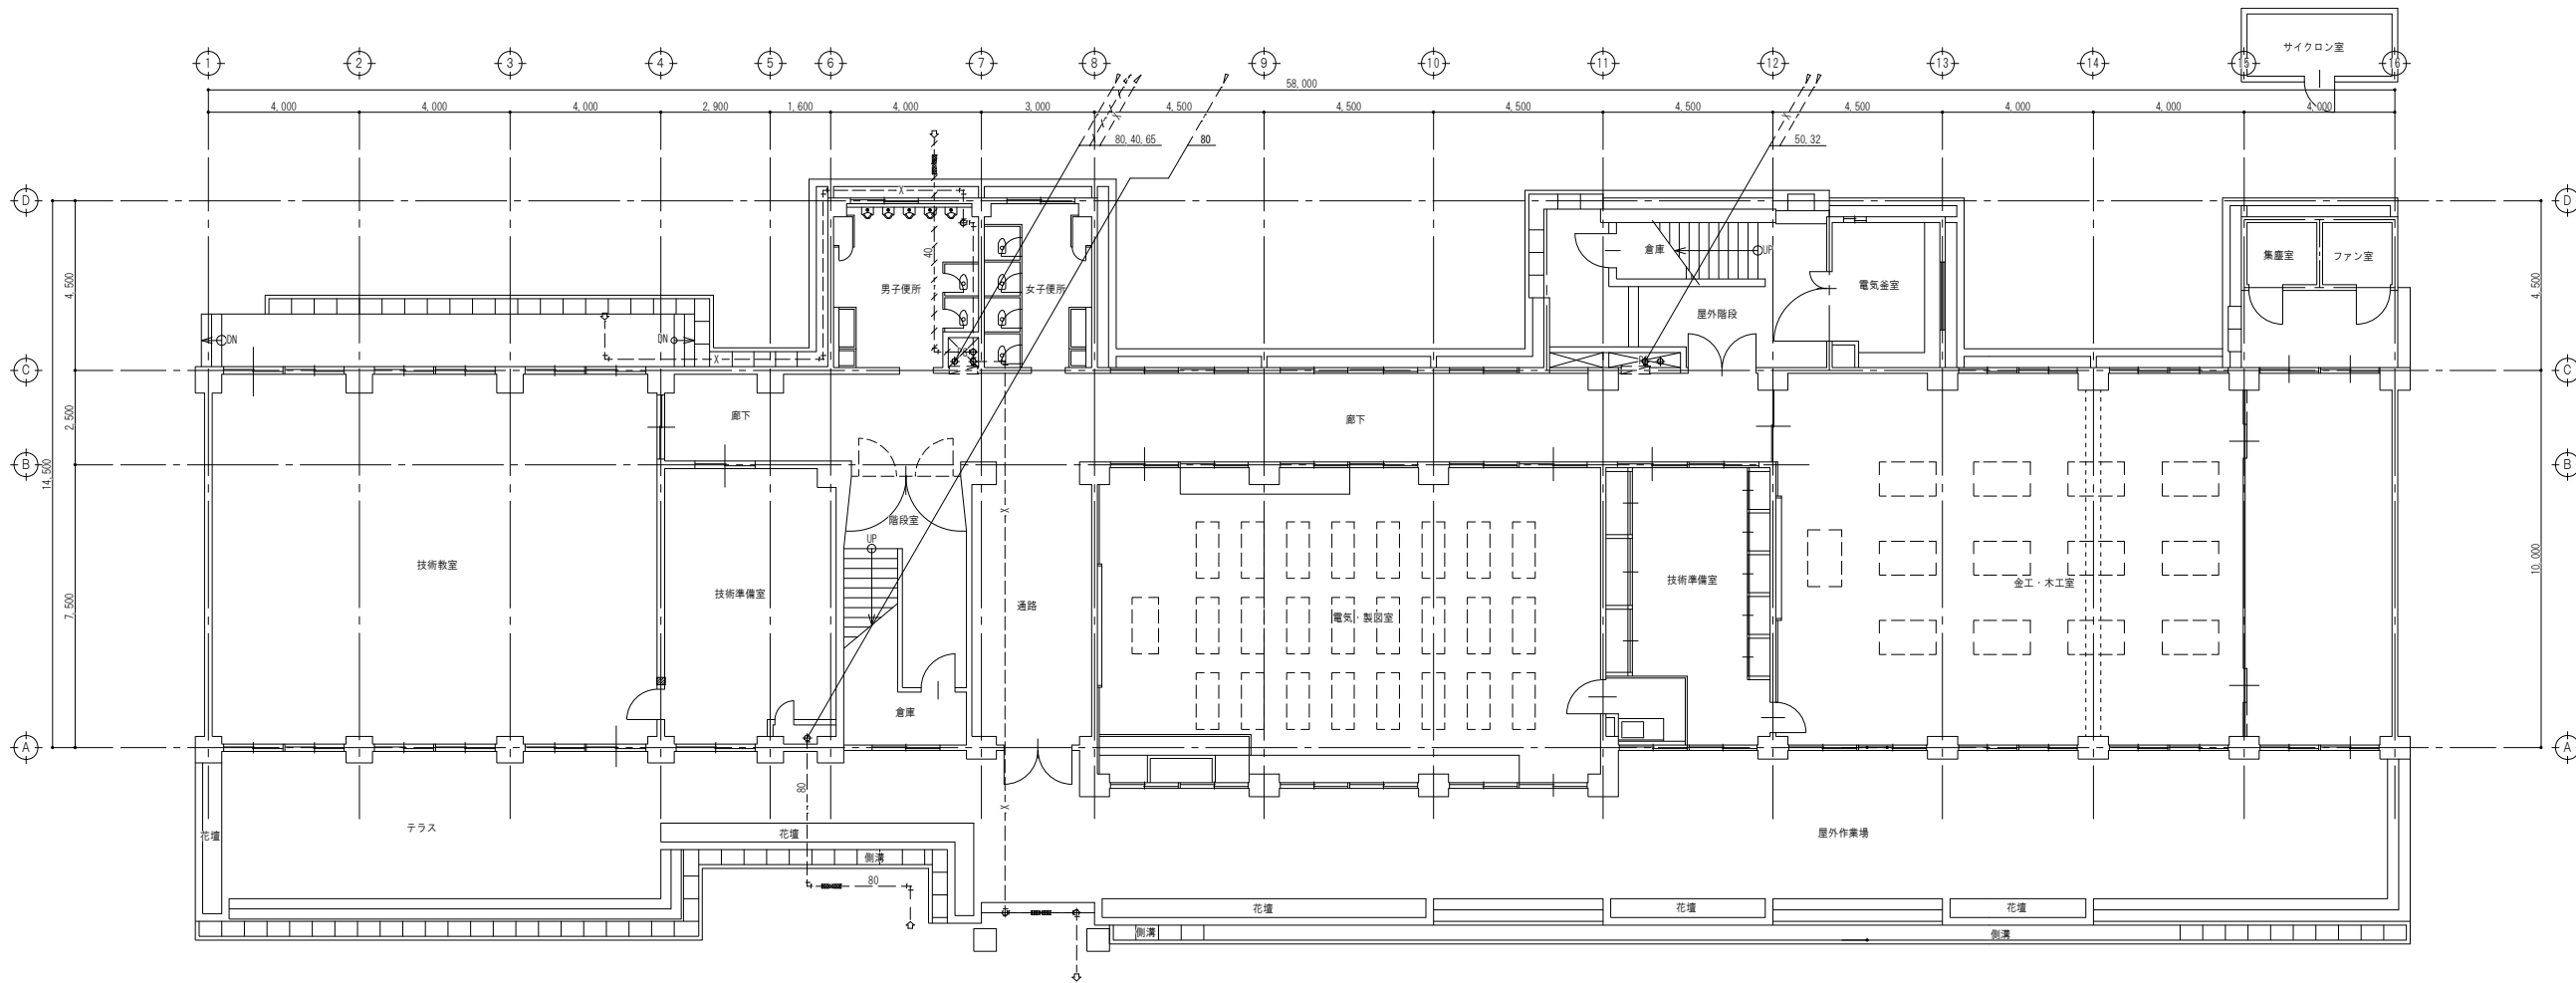 サイクロン室
1 2 3 4 5 6 7 8 9 10 11 12 13 14 15 16
58,000
4,000 4,000 4,000 2,900 1,600 4,000 3,000 4,500 4,500 4,500 4,500 4,500 4,000 4,000 4,000
80,40,65 80 50,32
D D
40
倉庫 UP
集塵室 ファン室
4,500 男子便所 女子便所 電気釜室 4,500
屋外階段
DN DN X
X
C C
2,500 廊下 廊下
B B
14,500
階段室 X
UP
技術教室 技術準備室 技術準備室 金工・木工室 10,000
7,500 通路 電気・製図室
倉庫
A A
80
X
花壇 テラス 花壇 屋外作業場
側溝
80
花壇 花壇 花壇
側溝 側溝